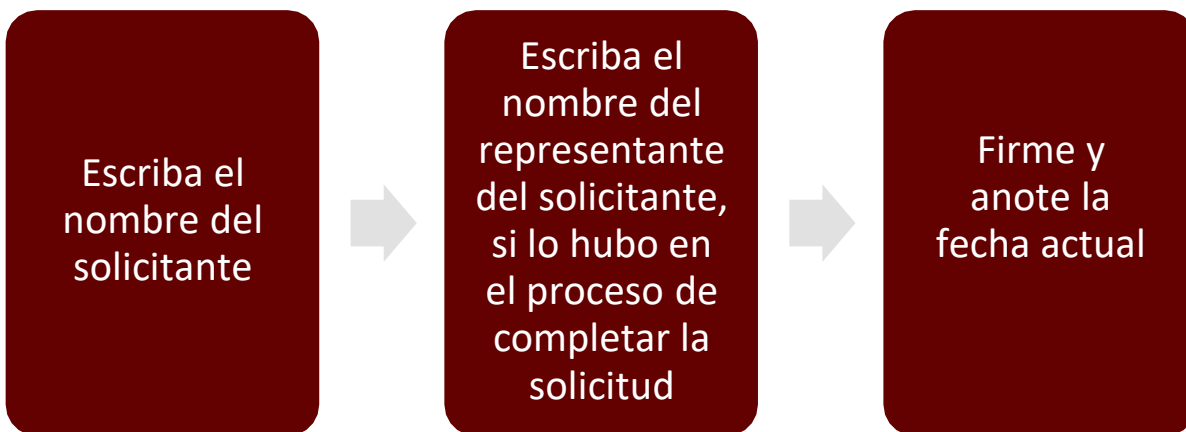 Escriba el
nombre del
solicitante
Escriba el
nombre del
representante
del solicitante,
si lo hubo en
el proceso de
completar la
solicitud
Firme y
anote la
fecha actual